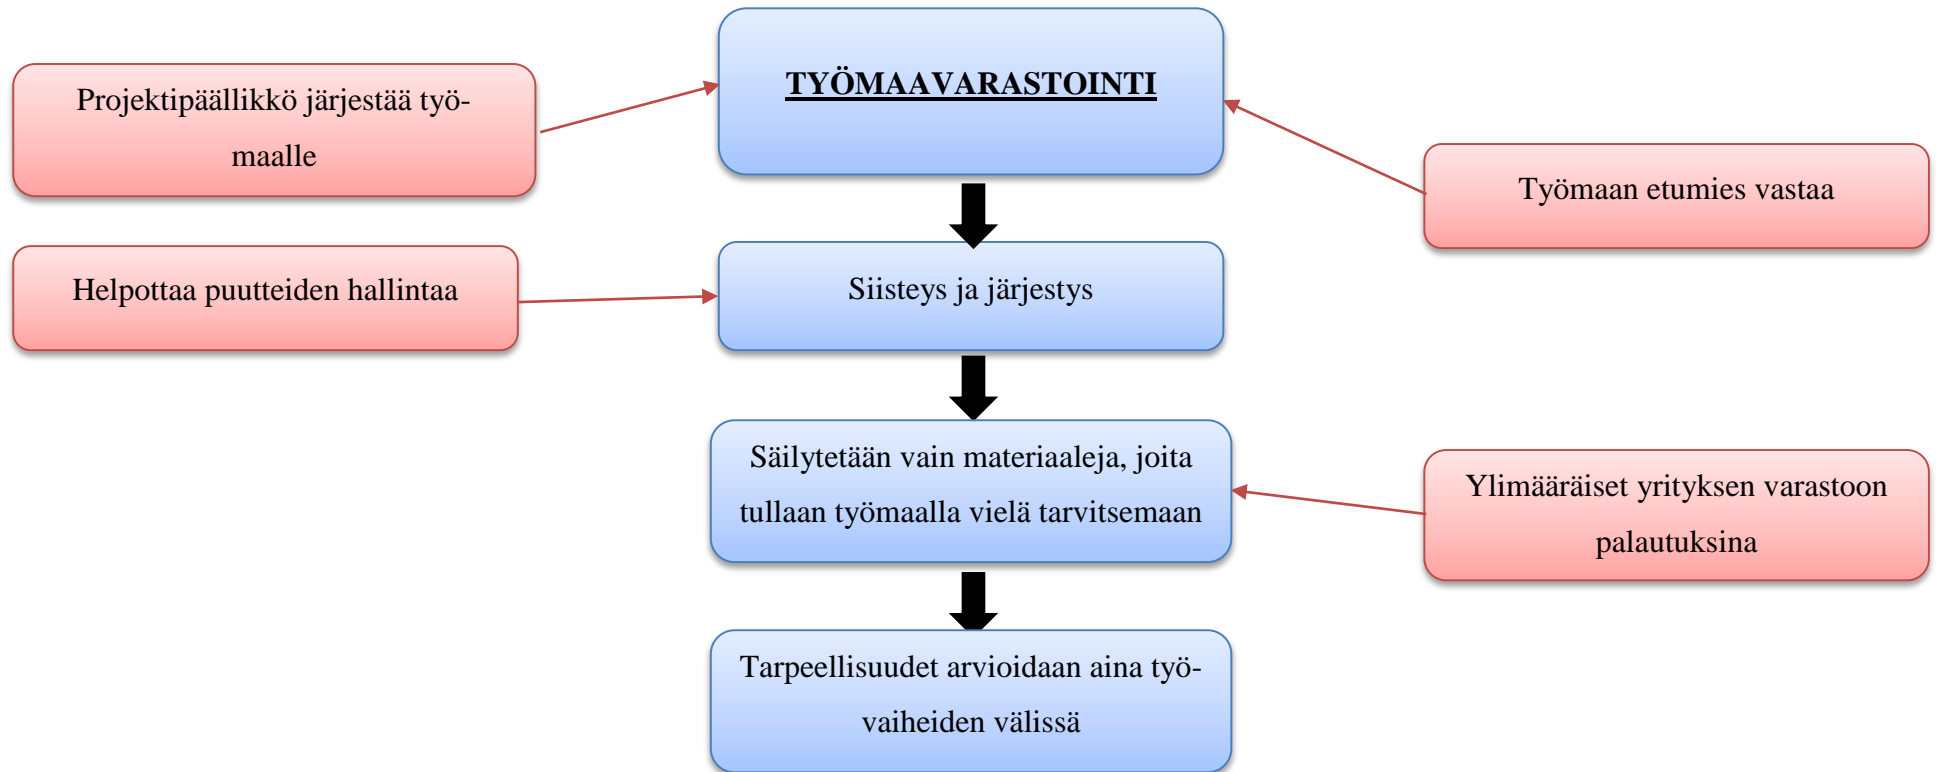 TYÖMAAVARASTOINTI
Projektipäällikkö järjestää työ-
maalle
Työmaan etumies vastaa
Helpottaa puutteiden hallintaa
Siisteys ja järjestys
Säilytetään vain materiaaleja, joita
tullaan työmaalla vielä tarvitsemaan
Ylimääräiset yrityksen varastoon
palautuksina
Tarpeellisuudet arvioidaan aina työ-
vaiheiden välissä